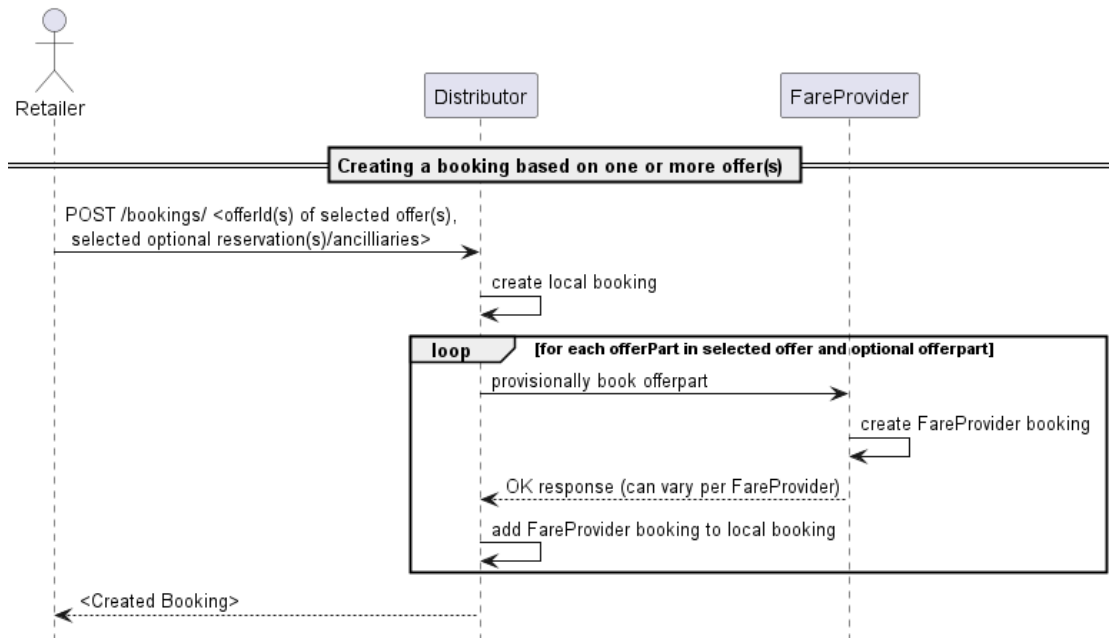 Retailer
Distributor
FareProvider
Creating a booking based on one or more offer(s)
POST /bookings/ <offerId(s) of selected offer(s),
selected optional reservation(s)/ancilliaries>
create local booking
loop
[for each offerPart in selected offer and optional offerpart]
provisionally book offerpart
create FareProvider booking
OK response (can vary per FareProvider)
add FareProvider booking to local booking
<Created Booking>